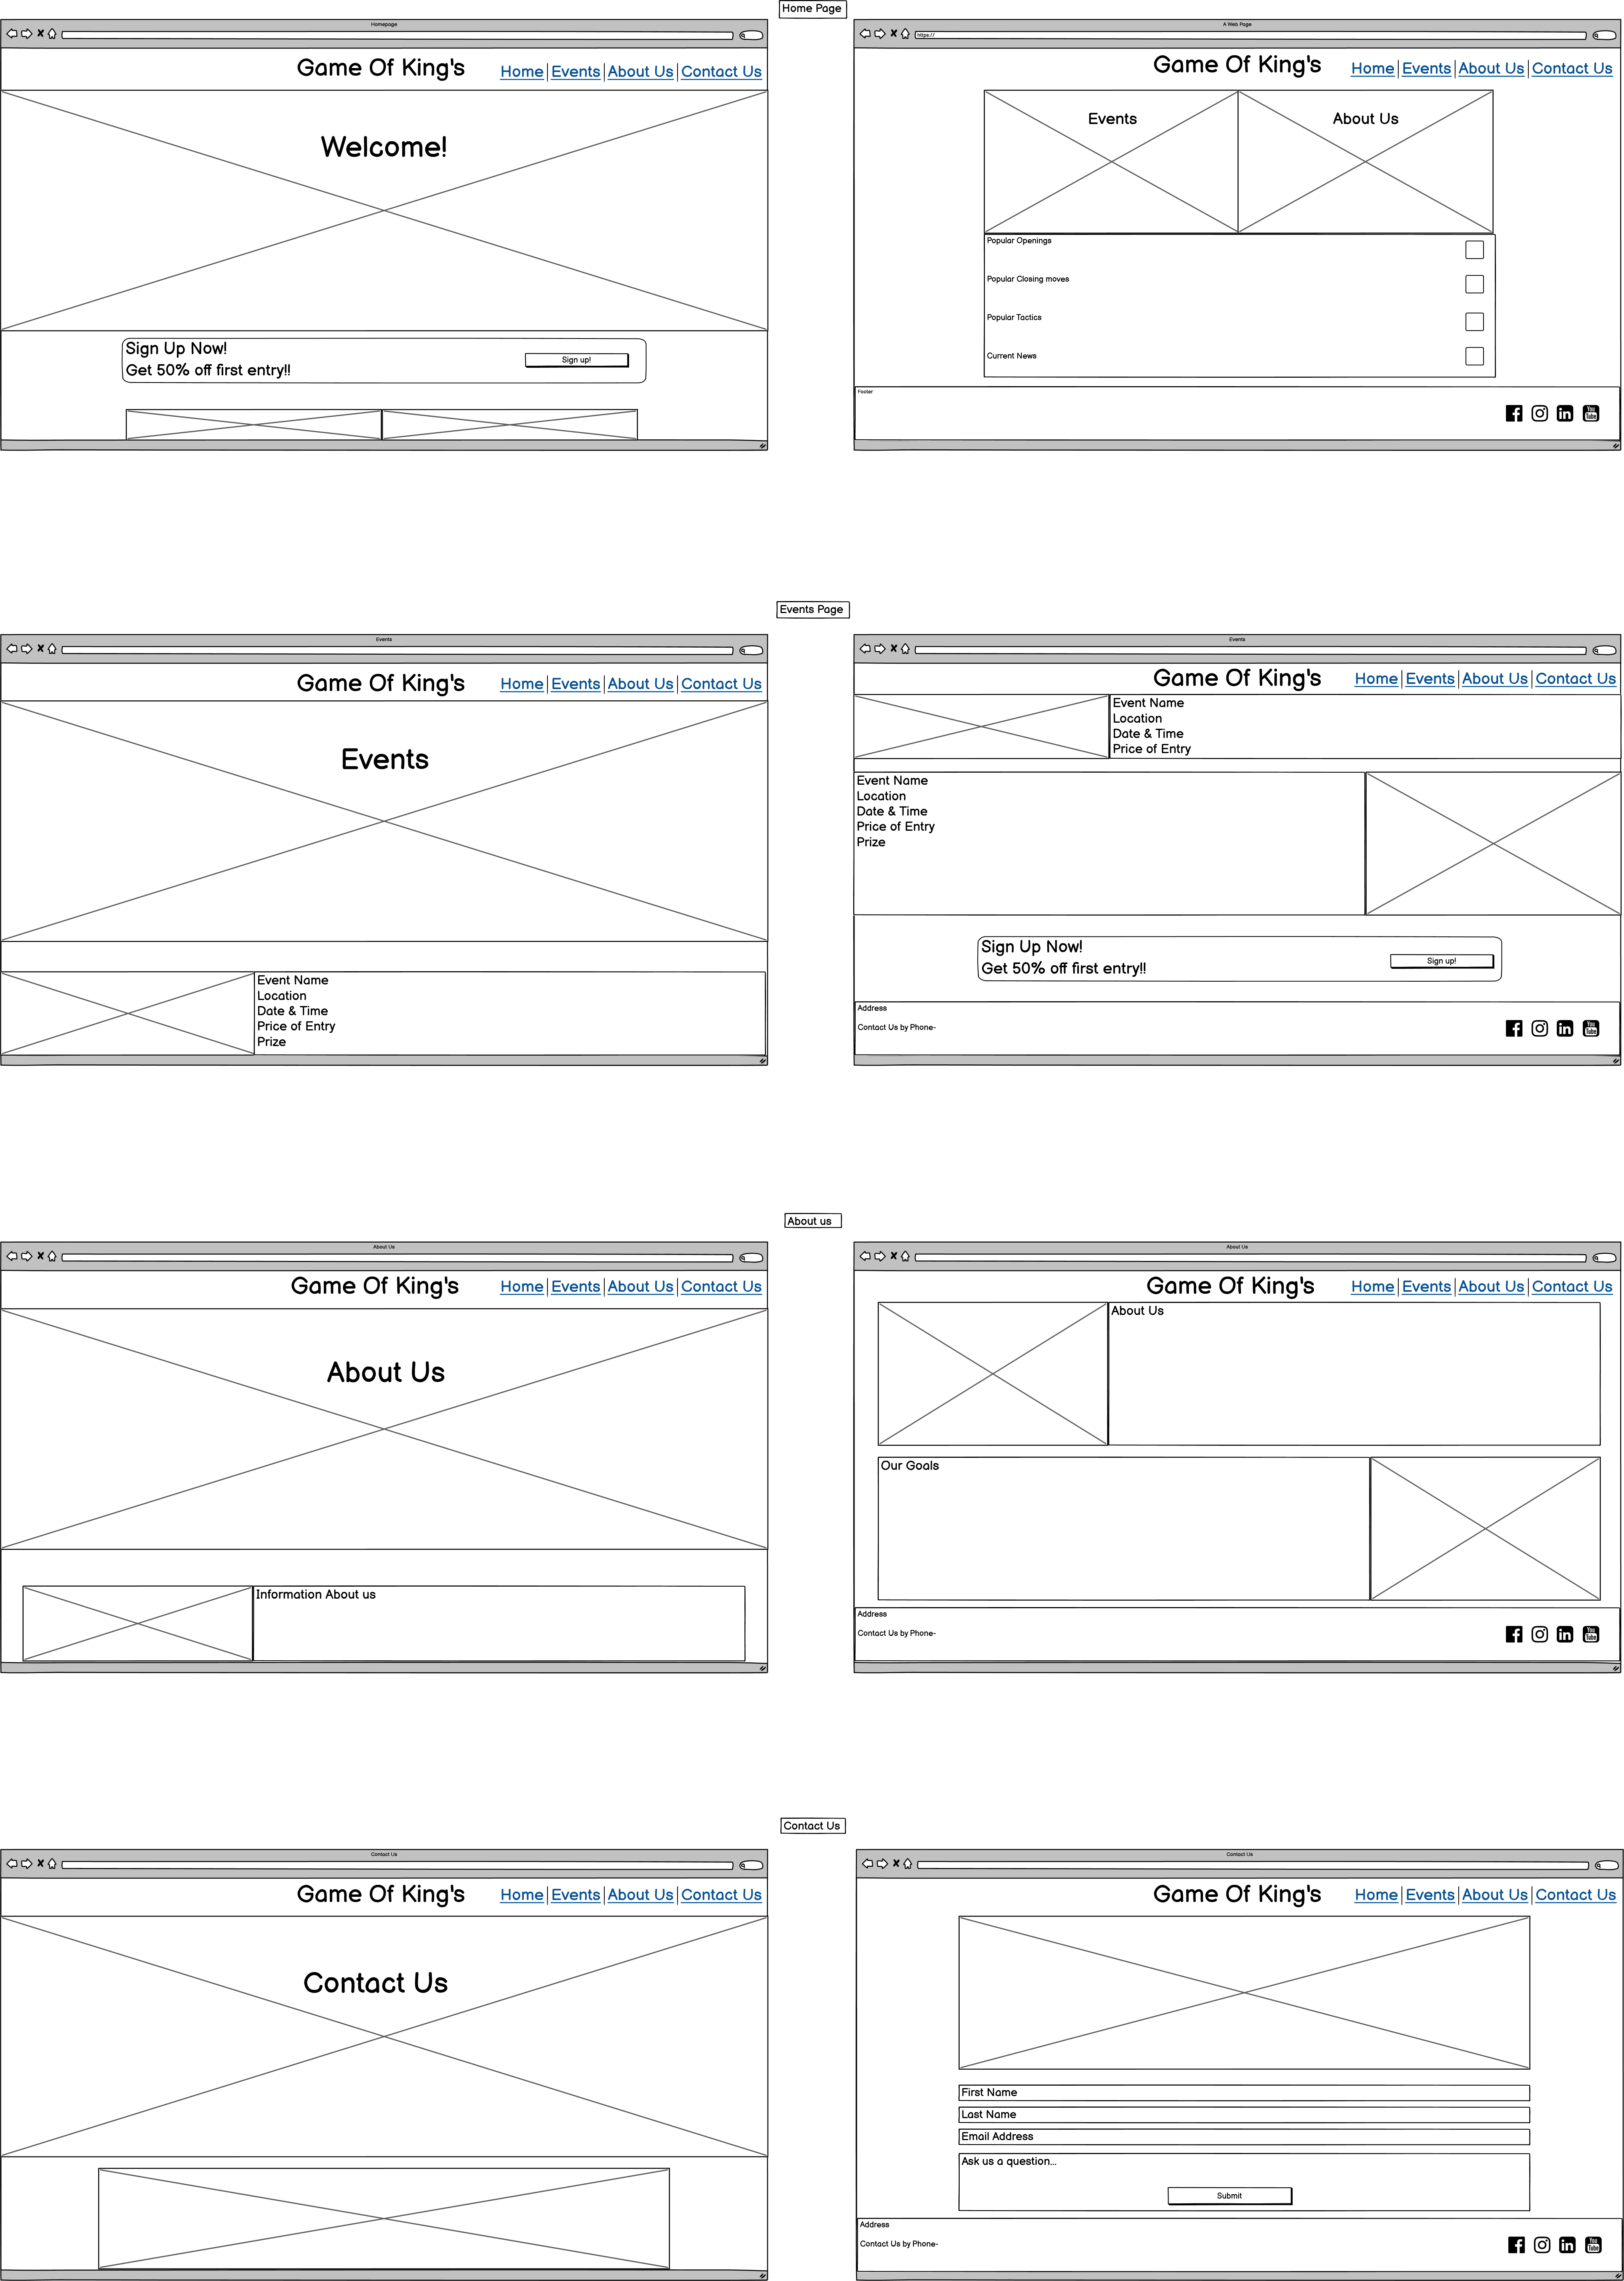 Home Page
Homepage
Game Of King's Home Events About Us Contact Us
Welcome!
Sign Up Now!
Get 50% off first entry!!
Sign up!
A Web Page
https://
Game Of King's Home Events About Us Contact Us
Events About Us
Popular Openings
Popular Closing moves
Popular Tactics
Current News
Footer
You Tube
Events Page
Events
Game Of King's Home Events About Us Contact Us
Events
Event Name
Location
Date & Time
Price of Entry
Prize
Events
Game Of King's Home Events About Us Contact Us
Event Name
Location
Date & Time
Price of Entry
Event Name
Location
Date & Time
Price of Entry
Prize
Sign Up Now!
Get 50% off first entry!!
Sign up!
Address
Contact Us by Phone-
You Tube
About us
About Us
Game Of King's Home Events About Us Contact Us
About Us
Information About us
About Us
Game Of King's Home Events About Us Contact Us
About Us
Our Goals
Address
Contact Us by Phone-
You Tube
Contact Us
Contact Us
Game Of King's Home Events About Us Contact Us
Contact Us
Contact Us
Game Of King's Home Events About Us Contact Us
First Name
Last Name
Email Address
Ask us a question...
Submit
Address
Contact Us by Phone-
You Tube